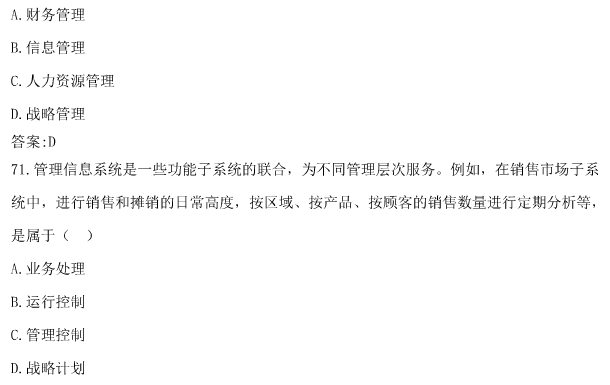 A.财务管理
B.信息管理
C.人力资源管理
D.战略管理
答案:D
71.管理信息系统是一些功能子系统的联合，为不同管理层次服务。例如，在销售市场子系
统中，进行销售和摊销的日常高度，按区域、按产品、按顾客的销售数量进行定期分析等，
是属于（　）
A.业务处理
B.运行控制
C.管理控制
D.战略计划